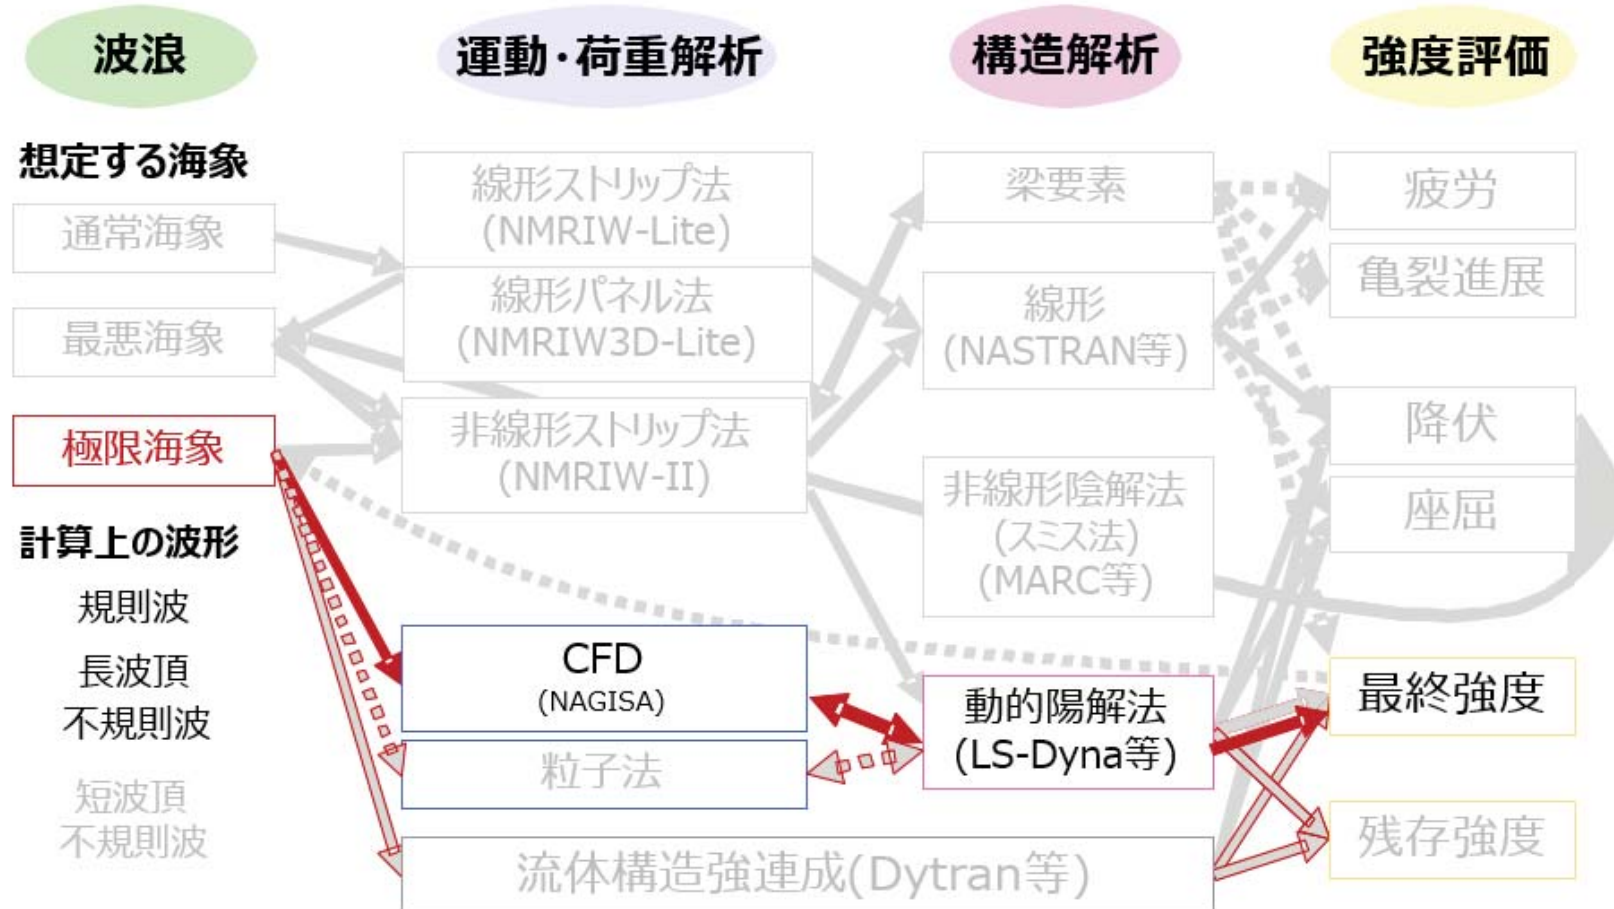 波浪
運動・荷重解析
構造解析
強度評価
想定する海象
通常海象
最悪海象
極限海象
計算上の波形
規則波
長波頂
不規則波
短波頂
不規則波
線形ストリップ法
(NMRIW-Lite)
線形パネル法
(NMRIW3D-Lite)
非線形ストリップ法
(NMRIW-II)
CFD
(NAGISA)
粒子法
流体構造強連成(Dytran等)
梁要素
線形
(NASTRAN等)
非線形陰解法
(スミス法)
(MARC等)
動的陽解法
(LS-Dyna等)
疲労
亀裂進展
降伏
座屈
最終強度
残存強度